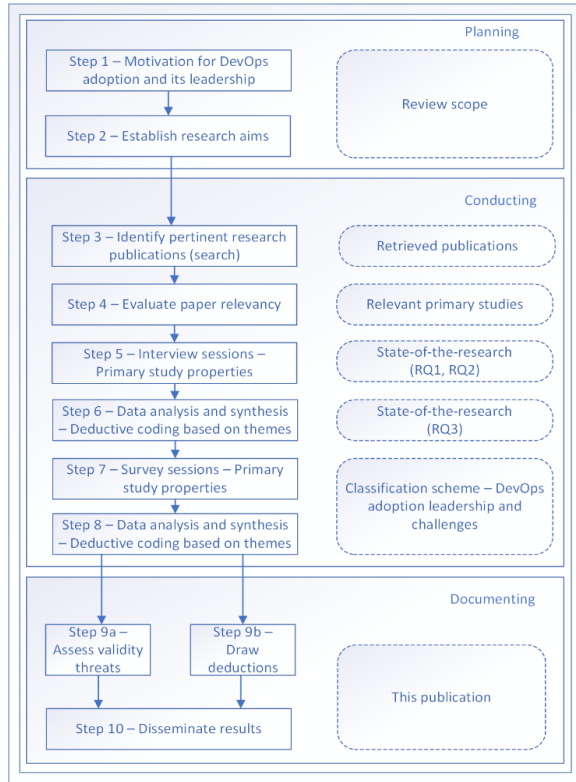 Planning
Step 1 – Motivation for DevOps
adoption and its leadership
Review scope
Step 2 – Establish research aims
Conducting
Step 3 – Identify pertinent research
publications (search)
Retrieved publications
Step 4 – Evaluate paper relevancy
Relevant primary studies
Step 5 – Interview sessions –
Primary study properties
State-of-the-research
(RQ1, RQ2)
Step 6 – Data analysis and synthesis
– Deductive coding based on themes
State-of-the-research
(RQ3)
Step 7 – Survey sessions – Primary
study properties
Classification scheme – DevOps
adoption leadership and
challenges
Step 8 – Data analysis and synthesis
– Deductive coding based on themes
Documenting
Step 9a –
Assess validity
threats
Step 9b –
Draw
deductions
This publication
Step 10 – Disseminate results